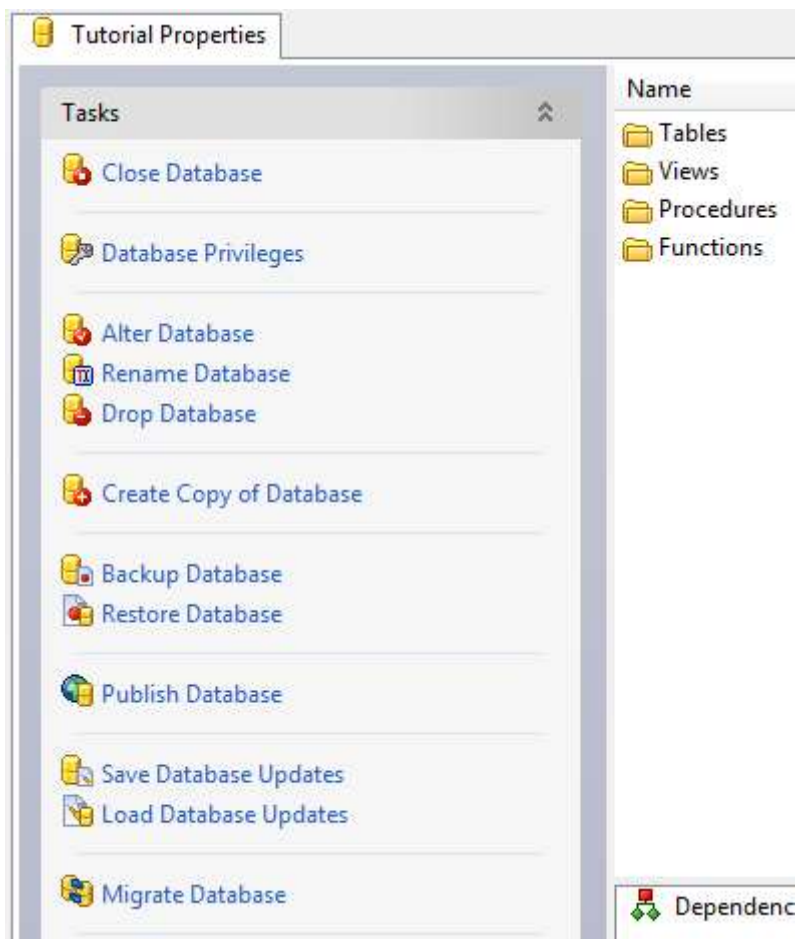 Tutorial Properties
Tasks
Close Database
Database Privileges
Alter Database
Rename Database
Drop Database
Create Copy of Database
Backup Database
Restore Database
Publish Database
Save Database Updates
Load Database Updates
Migrate Database
Name
Tables
Views
Procedures
Functions
Dependenc